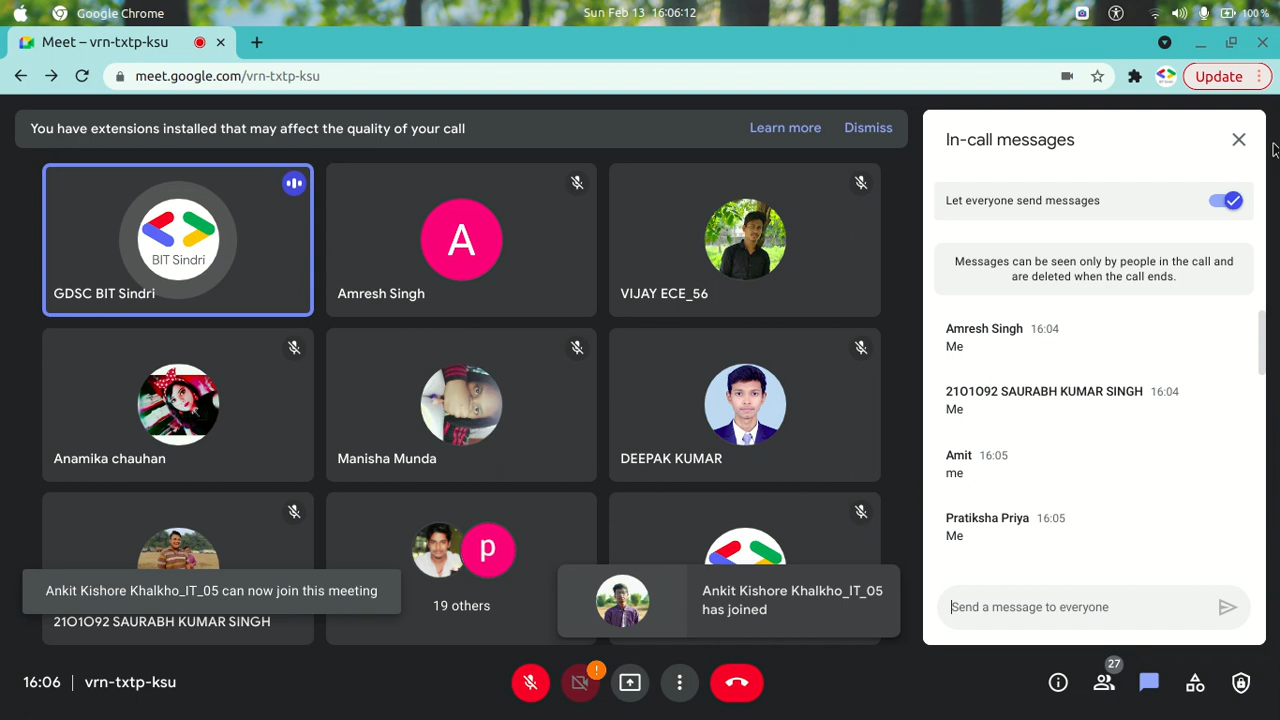 Google Chrome
Sun Feb 13 16:06:12
100 %
Meet – vrn-txtp-ksu
meet.google.com/vrn-txtp-ksu
Update
You have extensions installed that may affect the quality of your call
Learn more
Dismiss
BIT Sindri
GDSC BIT Sindri
A
Amresh Singh
VIJAY ECE_56
Anamika chauhan
Manisha Munda
DEEPAK KUMAR
2101092 SAURABH KUMAR SINGH
p
19 others
Ankit Kishore Khalkho_IT_05 can now join this meeting
Ankit Kishore Khalkho_IT_05
has joined
In-call messages
Let everyone send messages
Messages can be seen only by people in the call and
are deleted when the call ends.
Amresh Singh 16:04
Me
2101092 SAURABH KUMAR SINGH 16:04
Me
Amit 16:05
me
Pratiksha Priya 16:05
Me
Send a message to everyone
16:06 | vrn-txtp-ksu
!
27